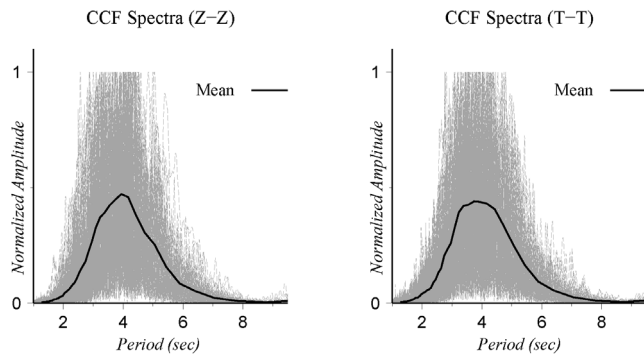 CCF Spectra (Z−Z)
1
Mean
Normalized Amplitude
0
2 4 6 8
Period (sec)
CCF Spectra (T−T)
1
Mean
Normalized Amplitude
0
2 4 6 8
Period (sec)